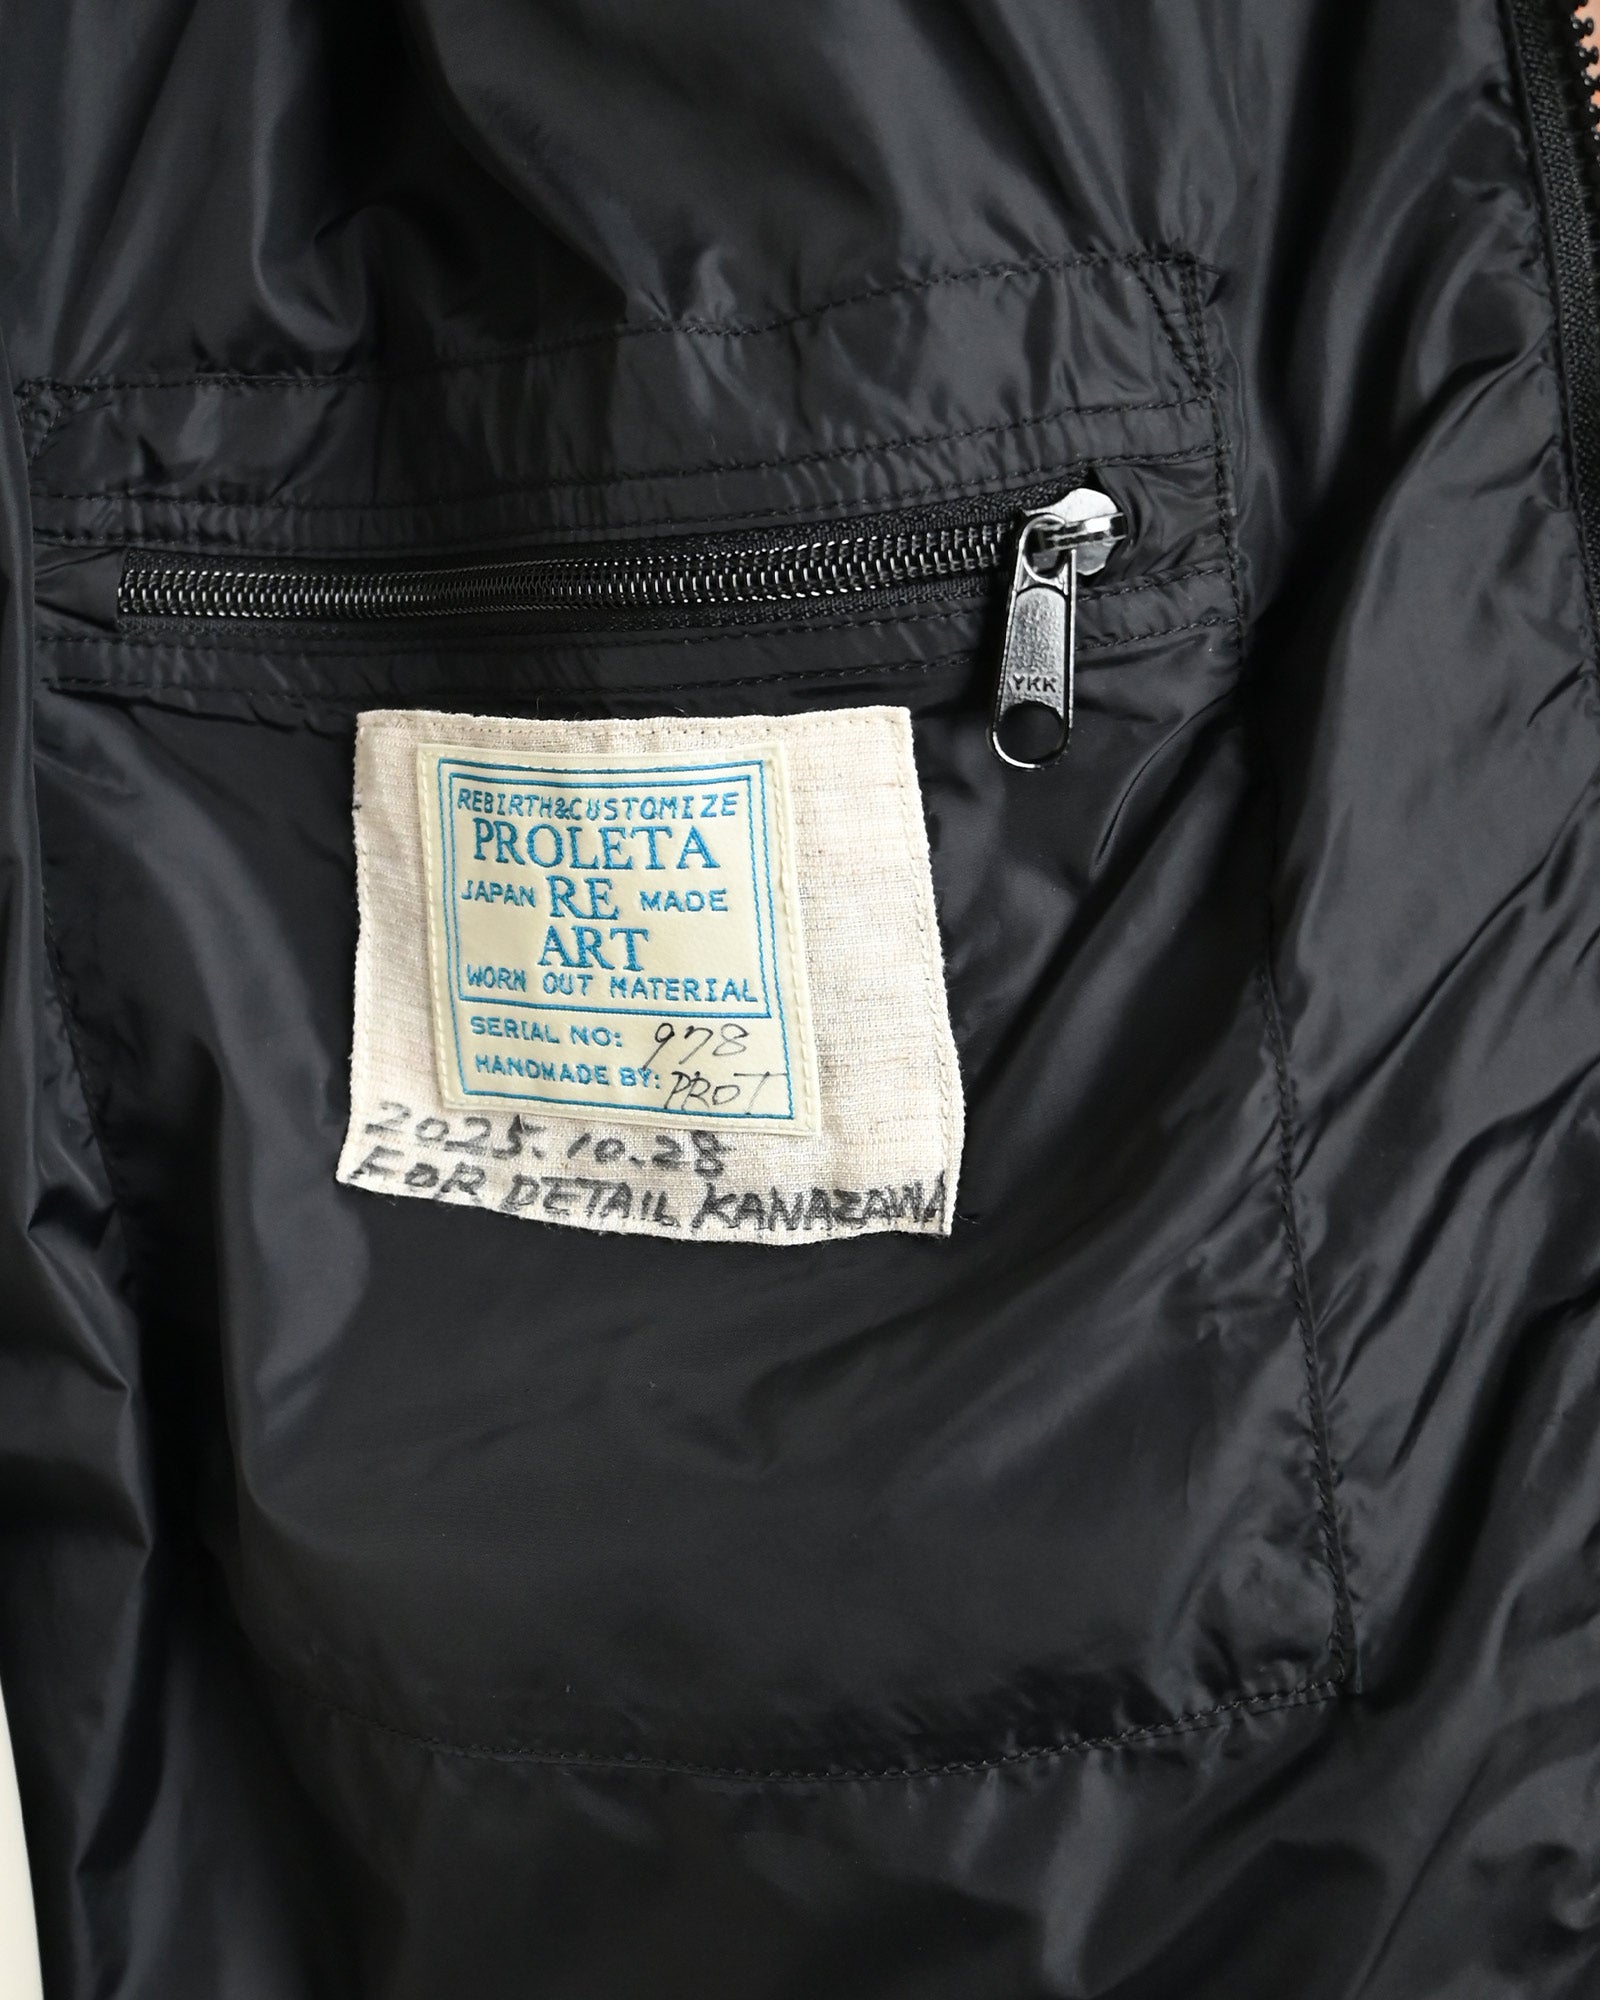 YKK
REBIRTH&CUSTOMIZE
PROLETA
JAPAN RE MADE
ART
WORN OUT MATERIAL
SERIAL NO: 978
HANDMADE BY: PROT
2025.10.28
FOR DETAIL KANAZAWA